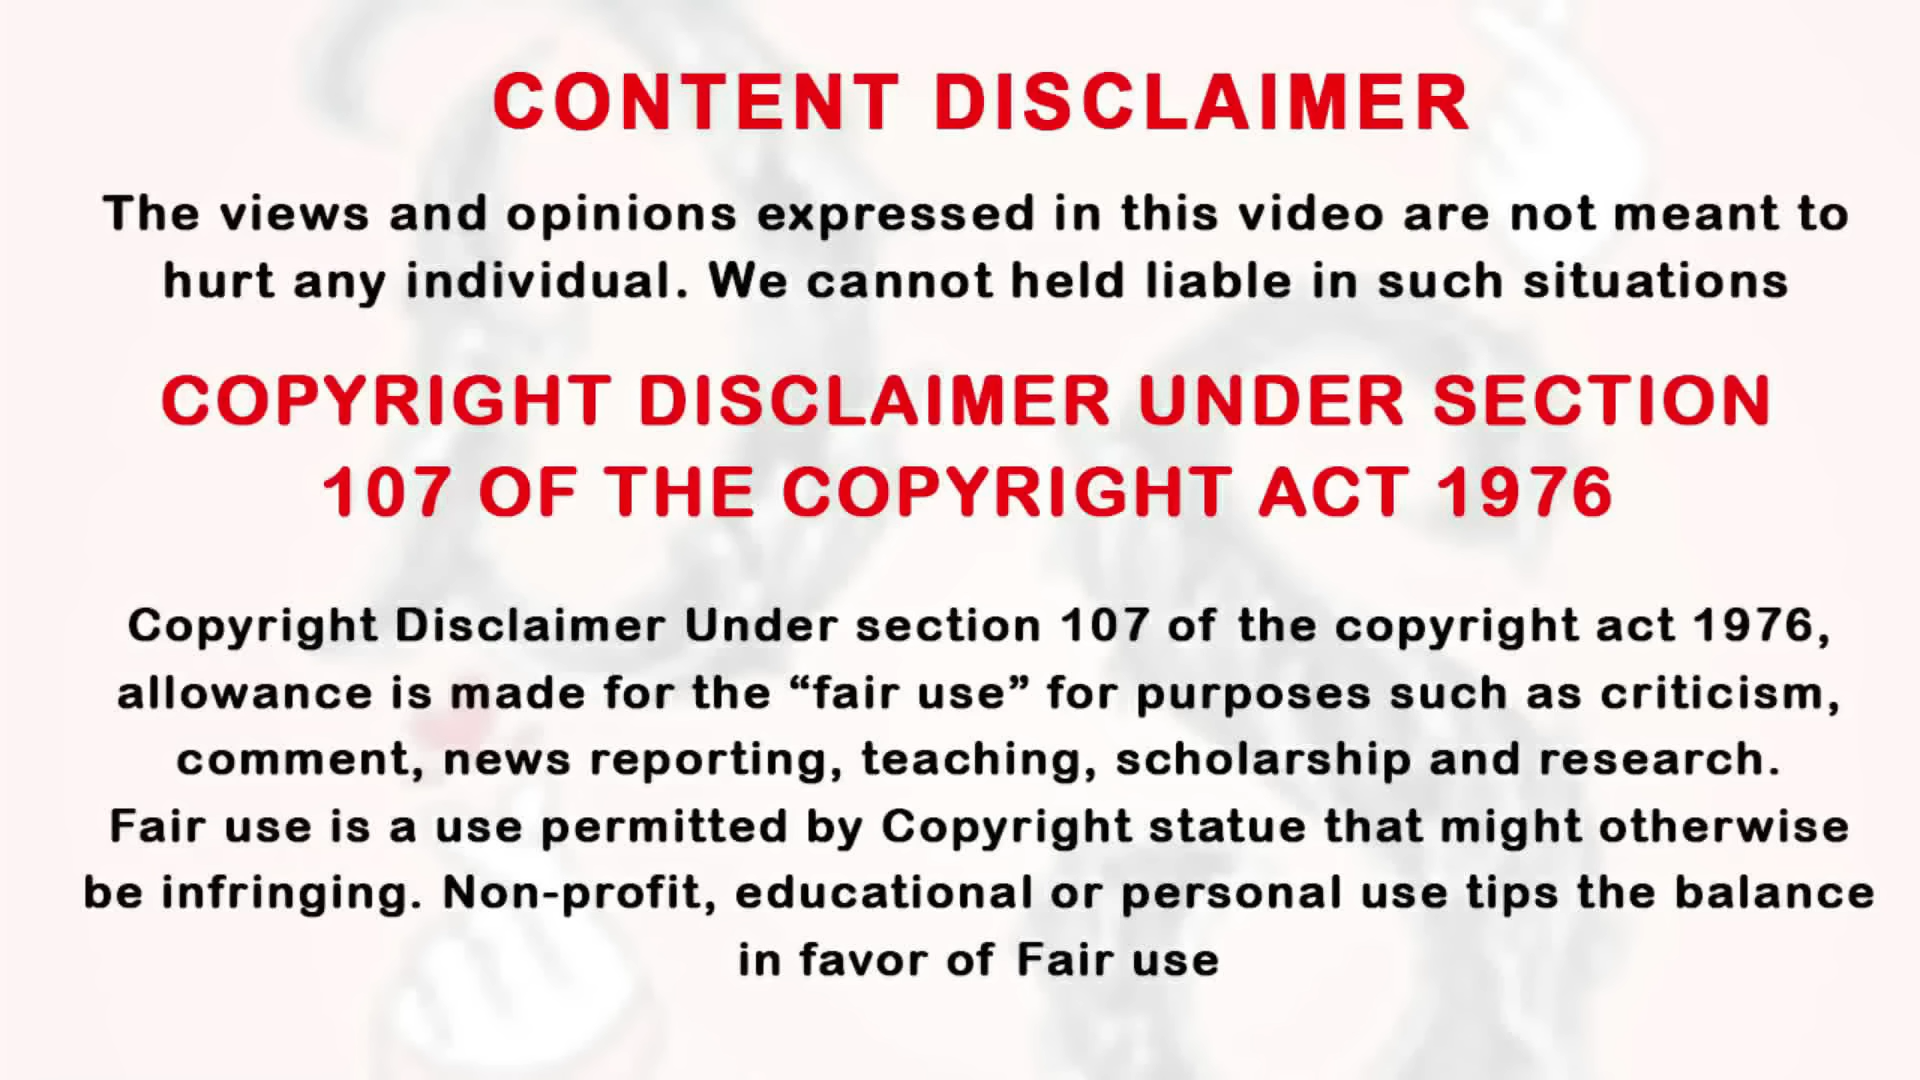 CONTENT DISCLAIMER
The views and opinions expressed in this video are not meant to
hurt any individual. We cannot held liable in such situations
COPYRIGHT DISCLAIMER UNDER SECTION
107 OF THE COPYRIGHT ACT 1976
Copyright Disclaimer Under section 107 of the copyright act 1976,
allowance is made for the “fair use” for purposes such as criticism,
comment, news reporting, teaching, scholarship and research.
Fair use is a use permitted by Copyright statue that might otherwise
be infringing. Non-profit, educational or personal use tips the balance
in favor of Fair use